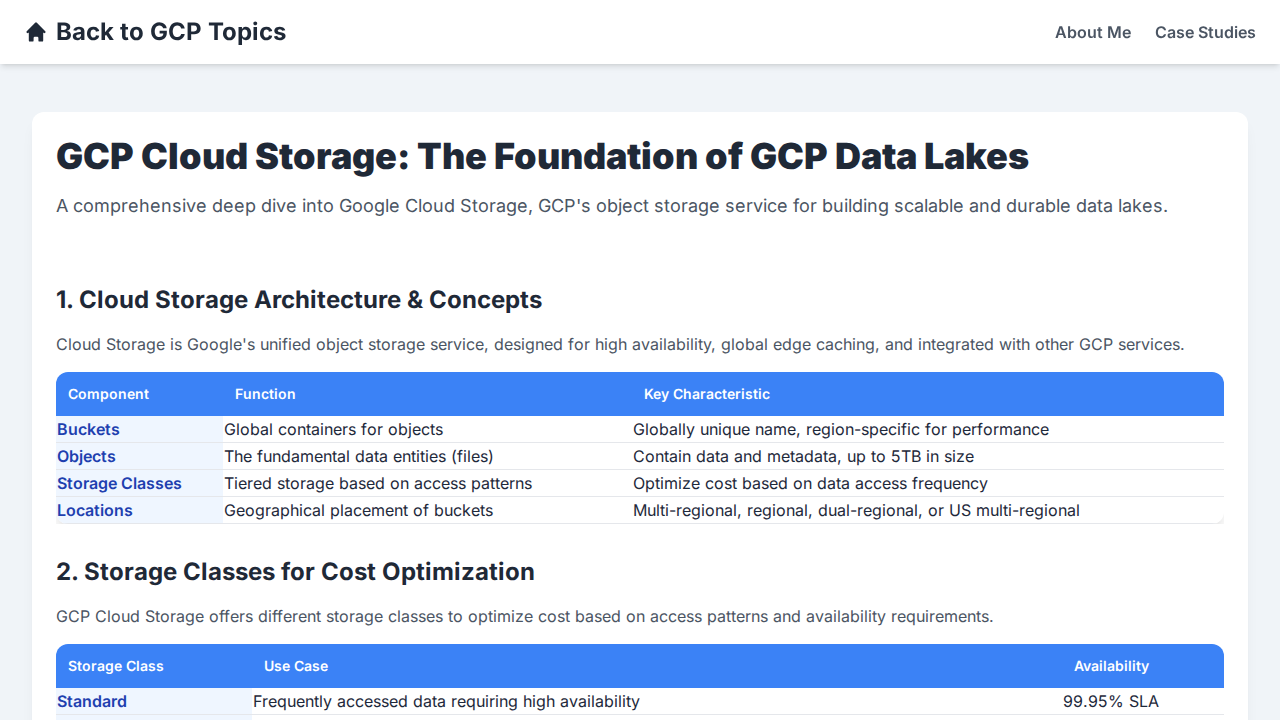 Back to GCP Topics
About Me
Case Studies
GCP Cloud Storage: The Foundation of GCP Data Lakes
A comprehensive deep dive into Google Cloud Storage, GCP's object storage service for building scalable and durable data lakes.
1. Cloud Storage Architecture & Concepts
Cloud Storage is Google's unified object storage service, designed for high availability, global edge caching, and integrated with other GCP services.
Component Function Key Characteristic
Buckets Global containers for objects Globally unique name, region-specific for performance
Objects The fundamental data entities (files) Contain data and metadata, up to 5TB in size
Storage Classes Tiered storage based on access patterns Optimize cost based on data access frequency
Locations Geographical placement of buckets Multi-regional, regional, dual-regional, or US multi-regional
2. Storage Classes for Cost Optimization
GCP Cloud Storage offers different storage classes to optimize cost based on access patterns and availability requirements.
Storage Class Use Case Availability
Standard Frequently accessed data requiring high availability 99.95% SLA